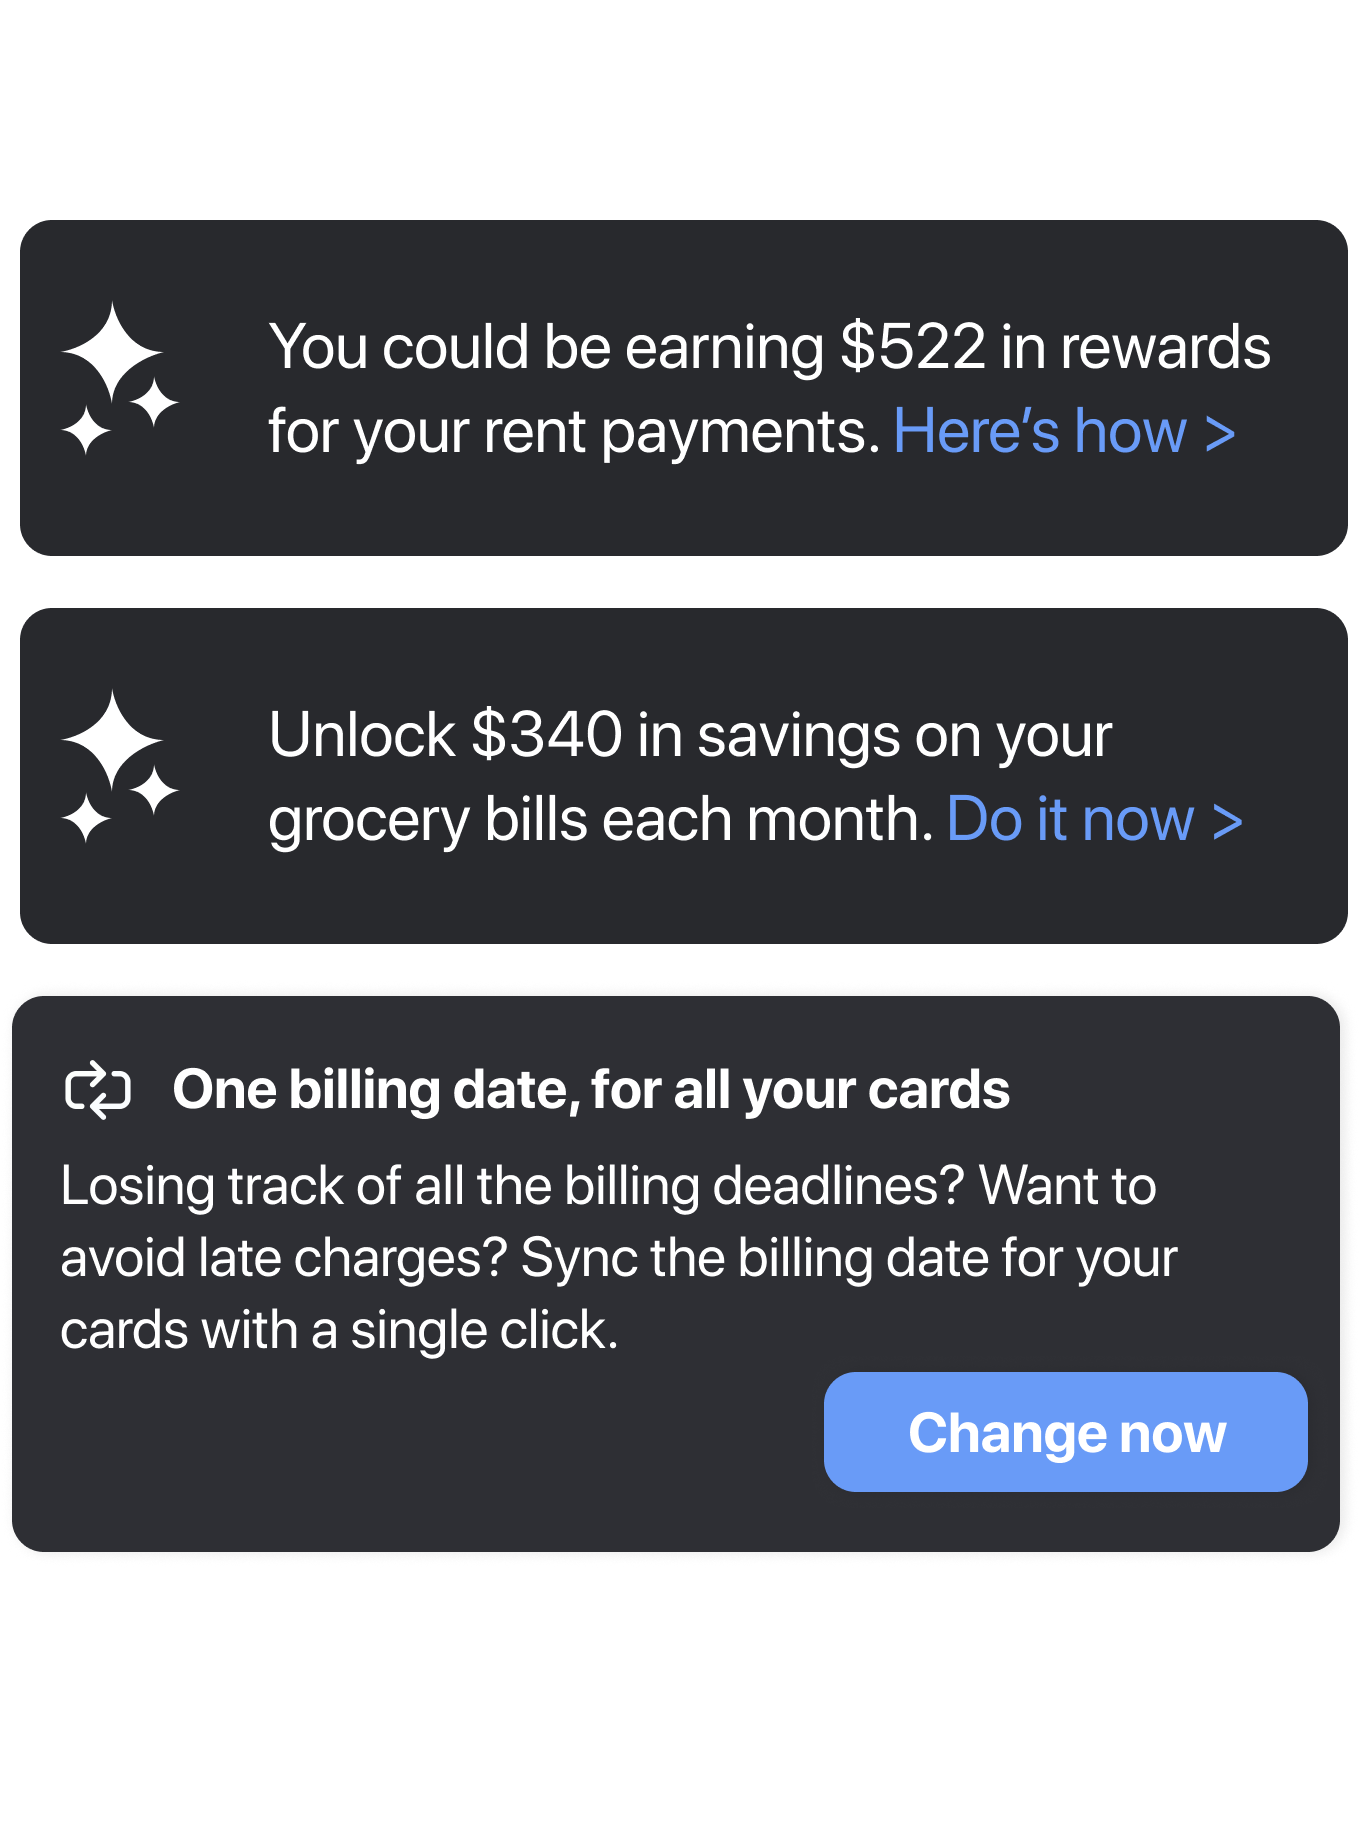 You could be earning $522 in rewards
for your rent payments. Here’s how >
Unlock $340 in savings on your
grocery bills each month. Do it now >
One billing date, for all your cards
Losing track of all the billing deadlines? Want to
avoid late charges? Sync the billing date for your
cards with a single click.
Change now